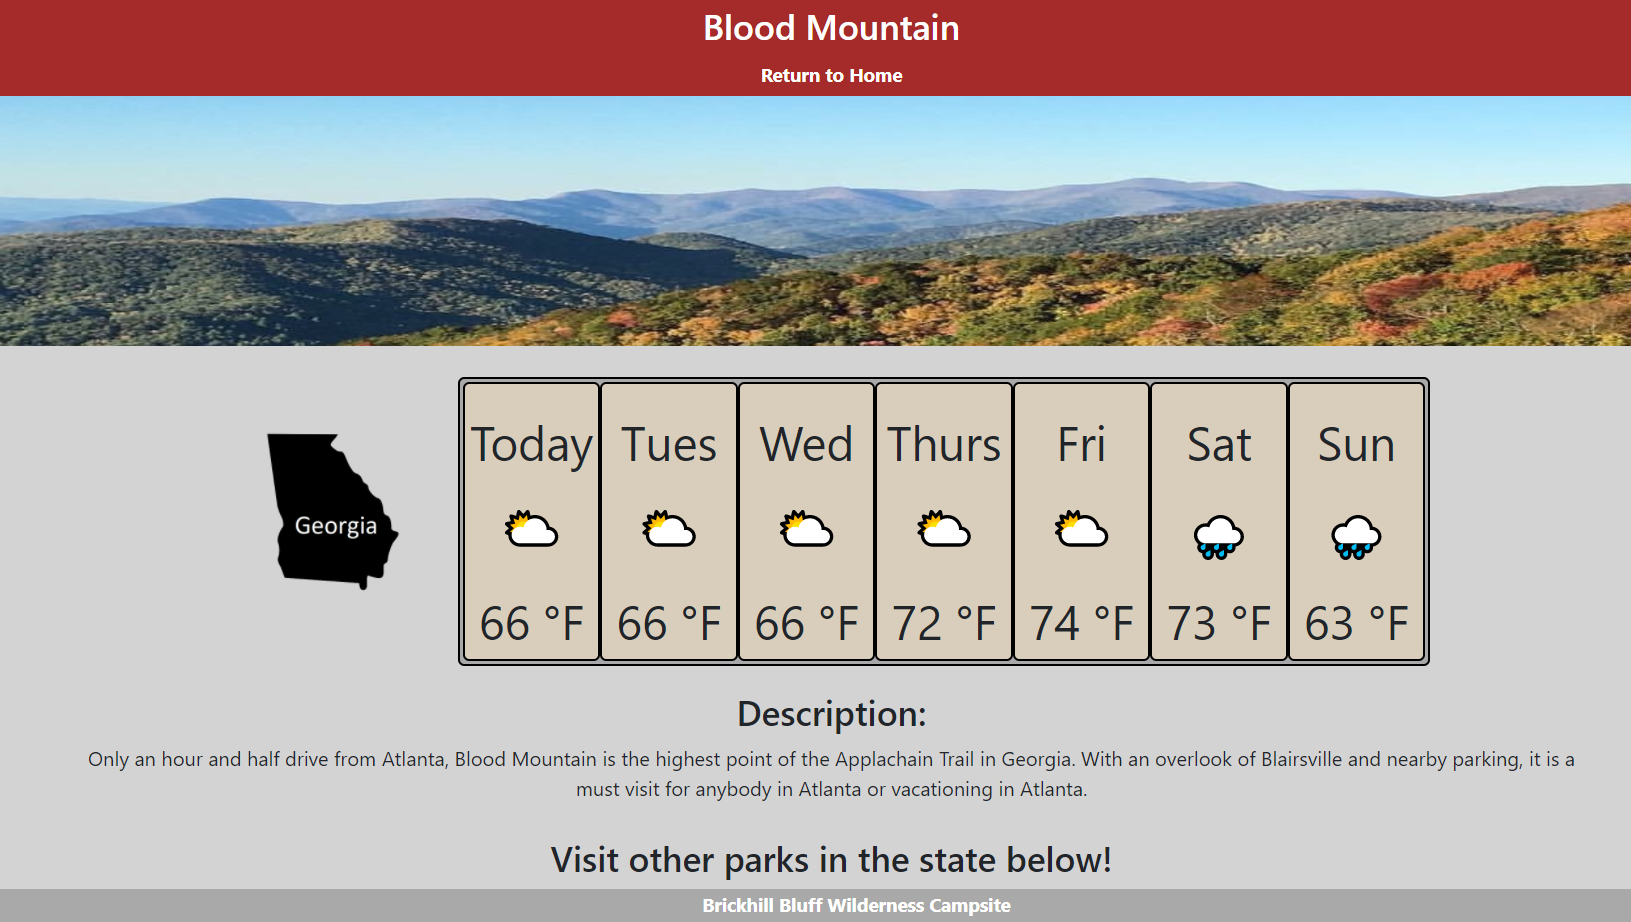 Blood Mountain
Return to Home
Today Tues Wed Thurs Fri Sat Sun
Georgia
66 °F 66 °F 66 °F 72 °F 74 °F 73 °F 63 °F
Description:
Only an hour and half drive from Atlanta, Blood Mountain is the highest point of the Applachain Trail in Georgia. With an overlook of Blairsville and nearby parking, it is a
must visit for anybody in Atlanta or vacationing in Atlanta.
Visit other parks in the state below!
Brickhill Bluff Wilderness Campsite